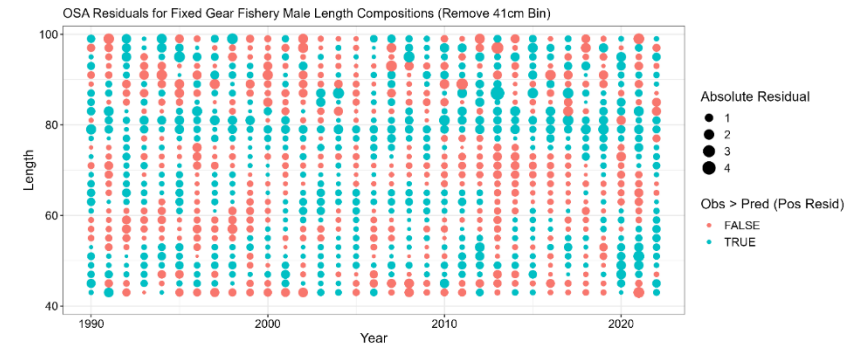 OSA Residuals for Fixed Gear Fishery Male Length Compositions (Remove 41cm Bin)
100
80
60
40
Length
1990
2000
2010
2020
Year
Absolute Residual
1
2
3
4
Obs > Pred (Pos Resid)
FALSE
TRUE